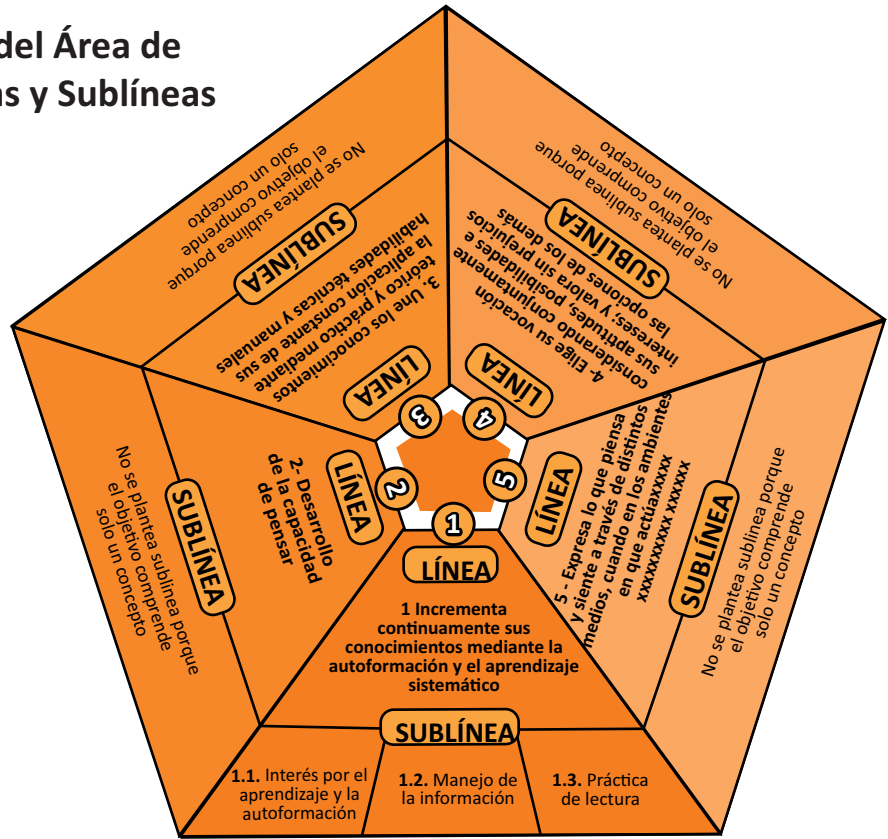 del Área de
as y Sublíneas
1
LÍNEA
1 Incrementa
continuamente sus
conocimientos mediante la
autoformación y el aprendizaje
sistemático
SUBLÍNEA
1.1. Interés por el
aprendizaje y la
autoformación
1.2. Manejo de
la información
1.3. Práctica
de lectura
2
LÍNEA
2- Desarrollo
de la capacidad
de pensar
SUBLÍNEA
No se plantea sublinea porque
el objetivo comprende
solo un concepto
3
LÍNEA
3. Une los conocimientos
teórico y práctico mediante
la aplicación constante de sus
habilidades técnicas y manuales
SUBLÍNEA
No se plantea sublinea porque
el objetivo comprende
solo un concepto
4
LÍNEA
4- Elige su vocación
considerando conjuntamente
sus aptitudes, posibilidades e
intereses, y valora sin prejuicios
las opciones de los demás
SUBLÍNEA
No se plantea sublinea porque
el objetivo comprende
solo un concepto
5
LÍNEA
5 - Expresa lo que piensa
y siente a través de distintos
medios, cuando en los ambientes
en que actúaxxxxx
xxxxxxxxxx xxxxxx
SUBLÍNEA
No se plantea sublinea porque
el objetivo comprende
solo un concepto